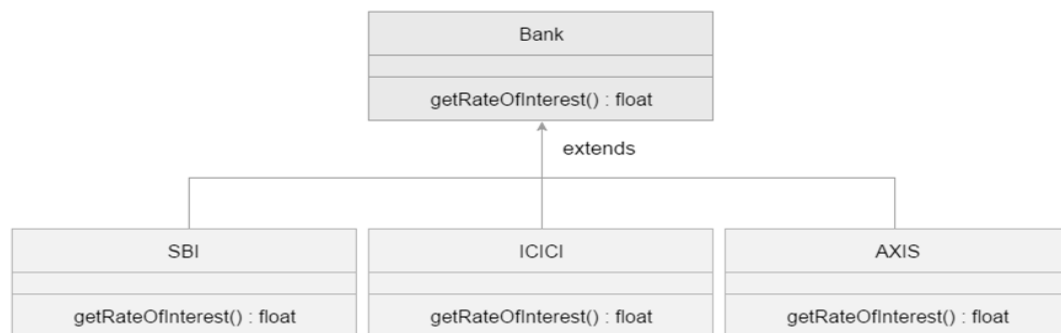 Bank
getRateOfInterest() : float
extends
SBI
ICICI
AXIS
getRateOfInterest() : float
getRateOfInterest() : float
getRateOfInterest() : float